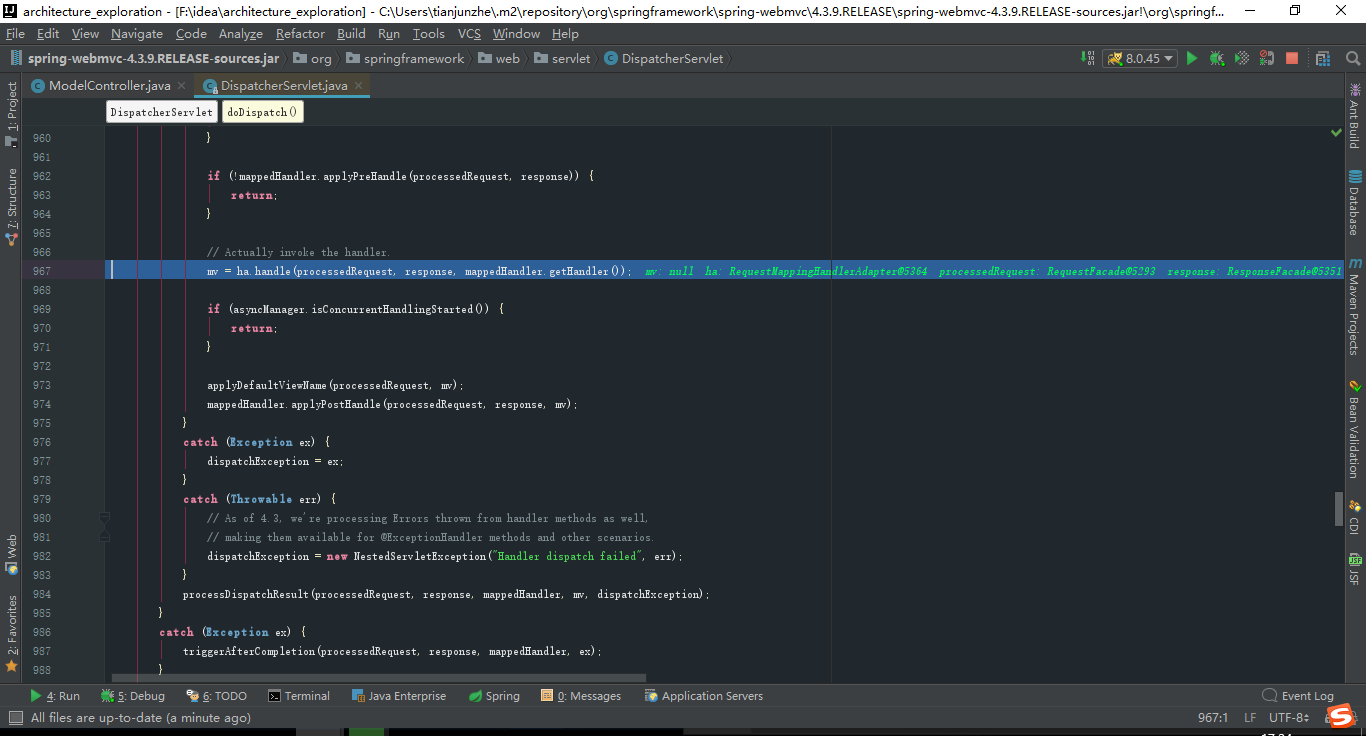 architecture_exploration - [F:\idea\architecture_exploration] - C:\Users\tianjunzhe\.m2\repository\org\springframework\spring-webmvc\4.3.9.RELEASE\spring-webmvc-4.3.9.RELEASE-sources.jar!\org\springf...
File Edit View Navigate Code Analyze Refactor Build Run Tools VCS Window Help
spring-webmvc-4.3.9.RELEASE-sources.jar org springframework web servlet DispatcherServlet 8.0.45
ModelController.java DispatcherServlet.java
DispatcherServlet doDispatch()
1: Project
7: Structure
Web
2: Favorites
960 }
961
962 if (!mappedHandler.applyPreHandle(processedRequest, response)) {
963 return;
964 }
965
966 // Actually invoke the handler.
967 mv = ha.handle(processedRequest, response, mappedHandler.getHandler()); mv: null ha: RequestMappingHandlerAdapter@5364 processedRequest: RequestFacade@5293 response: ResponseFacade@5351
968
969 if (asyncManager.isConcurrentHandlingStarted()) {
970 return;
971 }
972
973 applyDefaultViewName(processedRequest, mv);
974 mappedHandler.applyPostHandle(processedRequest, response, mv);
975 }
976 catch (Exception ex) {
977 dispatchException = ex;
978 }
979 catch (Throwable err) {
980 // As of 4.3, we're processing Errors thrown from handler methods as well,
981 // making them available for @ExceptionHandler methods and other scenarios.
982 dispatchException = new NestedServletException("Handler dispatch failed", err);
983 }
984 processDispatchResult(processedRequest, response, mappedHandler, mv, dispatchException);
985 }
986 catch (Exception ex) {
987 triggerAfterCompletion(processedRequest, response, mappedHandler, ex);
988 }
Ant Build
Database
Maven Projects
Bean Validation
CDI
JSF
4: Run 5: Debug 6: TODO Terminal Java Enterprise Spring 0: Messages Application Servers Event Log
All files are up-to-date (a minute ago) 967:1 LF UTF-8